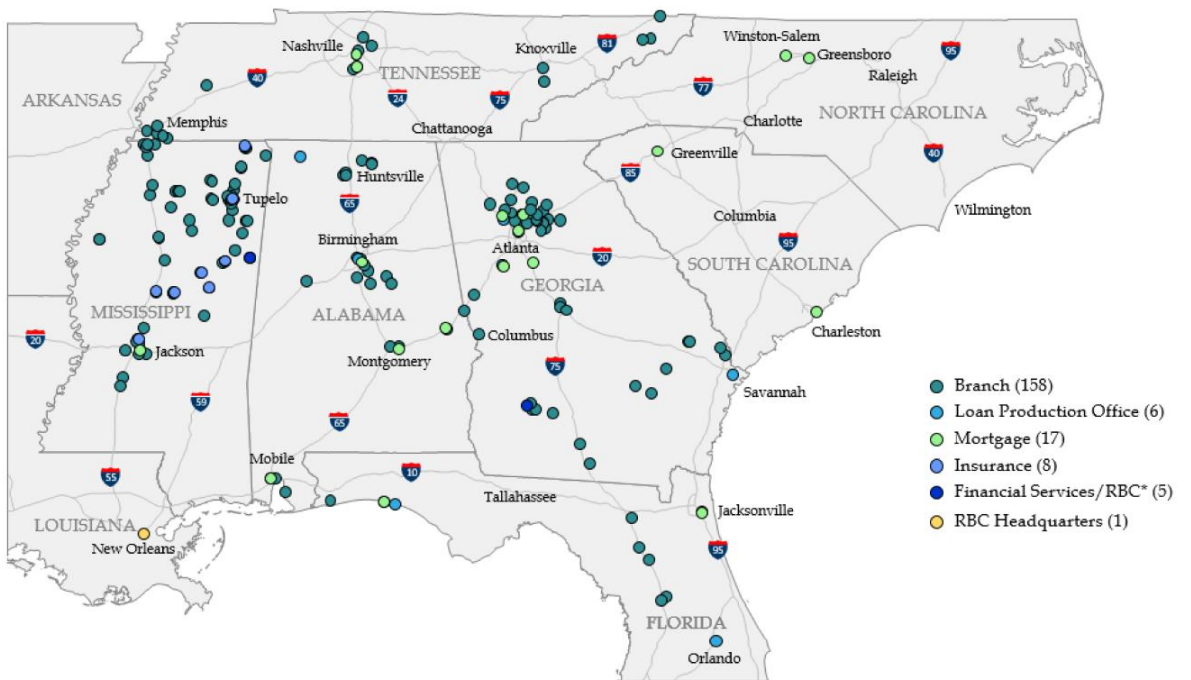 Nashville
Knoxville
81
Winston-Salem
Greensboro
95
TENNESSEE
Raleigh
40
77
ARKANSAS
24
75
NORTH CAROLINA
Memphis
Chattanooga
Charlotte
Greenville
40
85
Huntsville
Tupelo
65
Columbia
Wilmington
Birmingham
Atlanta
95
20
SOUTH CAROLINA
GEORGIA
MISSISSIPPI
ALABAMA
Charleston
20
Jackson
Columbus
Montgomery
75
Savannah
59
65
Mobile
55
10
Tallahassee
Jacksonville
LOUISIANA
New Orleans
95
FLORIDA
Orlando
Branch (158)
Loan Production Office (6)
Mortgage (17)
Insurance (8)
Financial Services/RBC* (5)
RBC Headquarters (1)